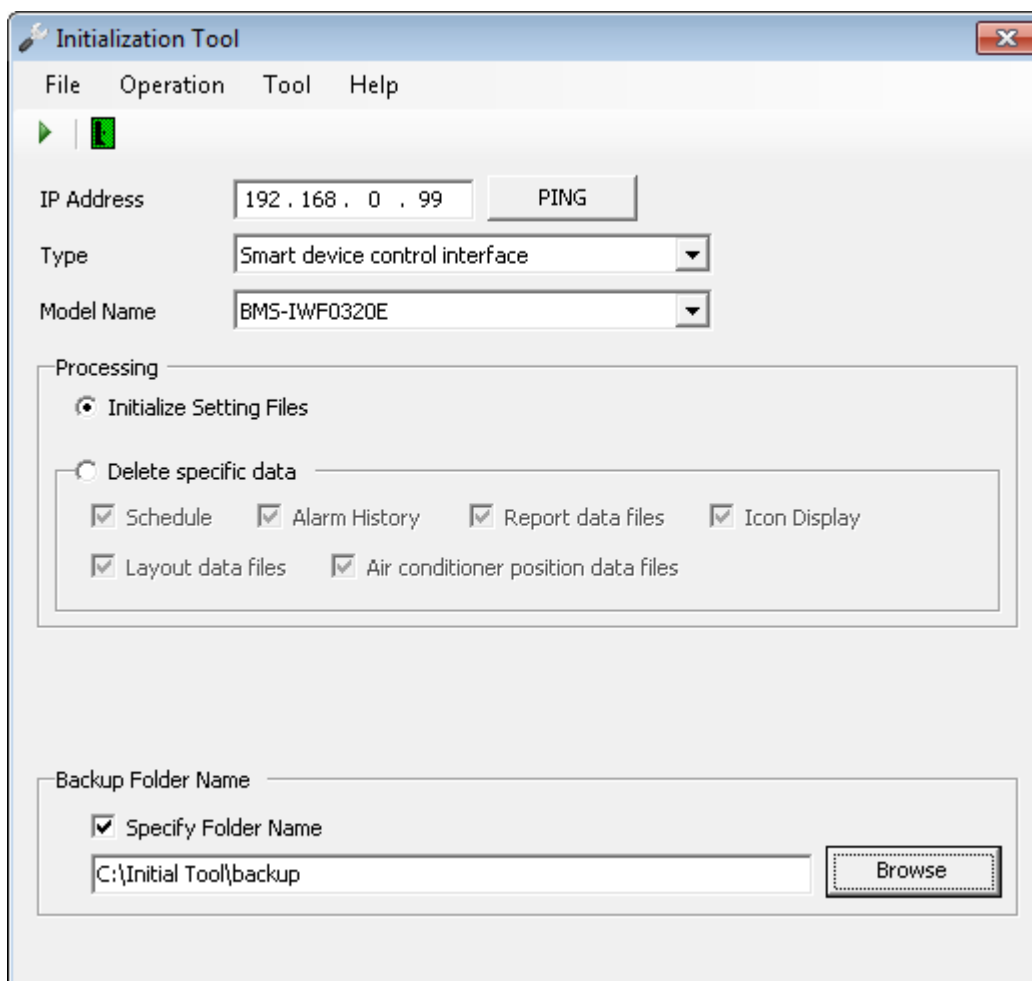 Initialization Tool
File Operation Tool Help
IP Address 192 . 168 . 0 . 99 PING
Type Smart device control interface
Model Name BMS-IWF0320E
Processing
Initialize Setting Files
Delete specific data
Schedule Alarm History Report data files Icon Display
Layout data files Air conditioner position data files
Backup Folder Name
Specify Folder Name
C:\Initial Tool\backup Browse